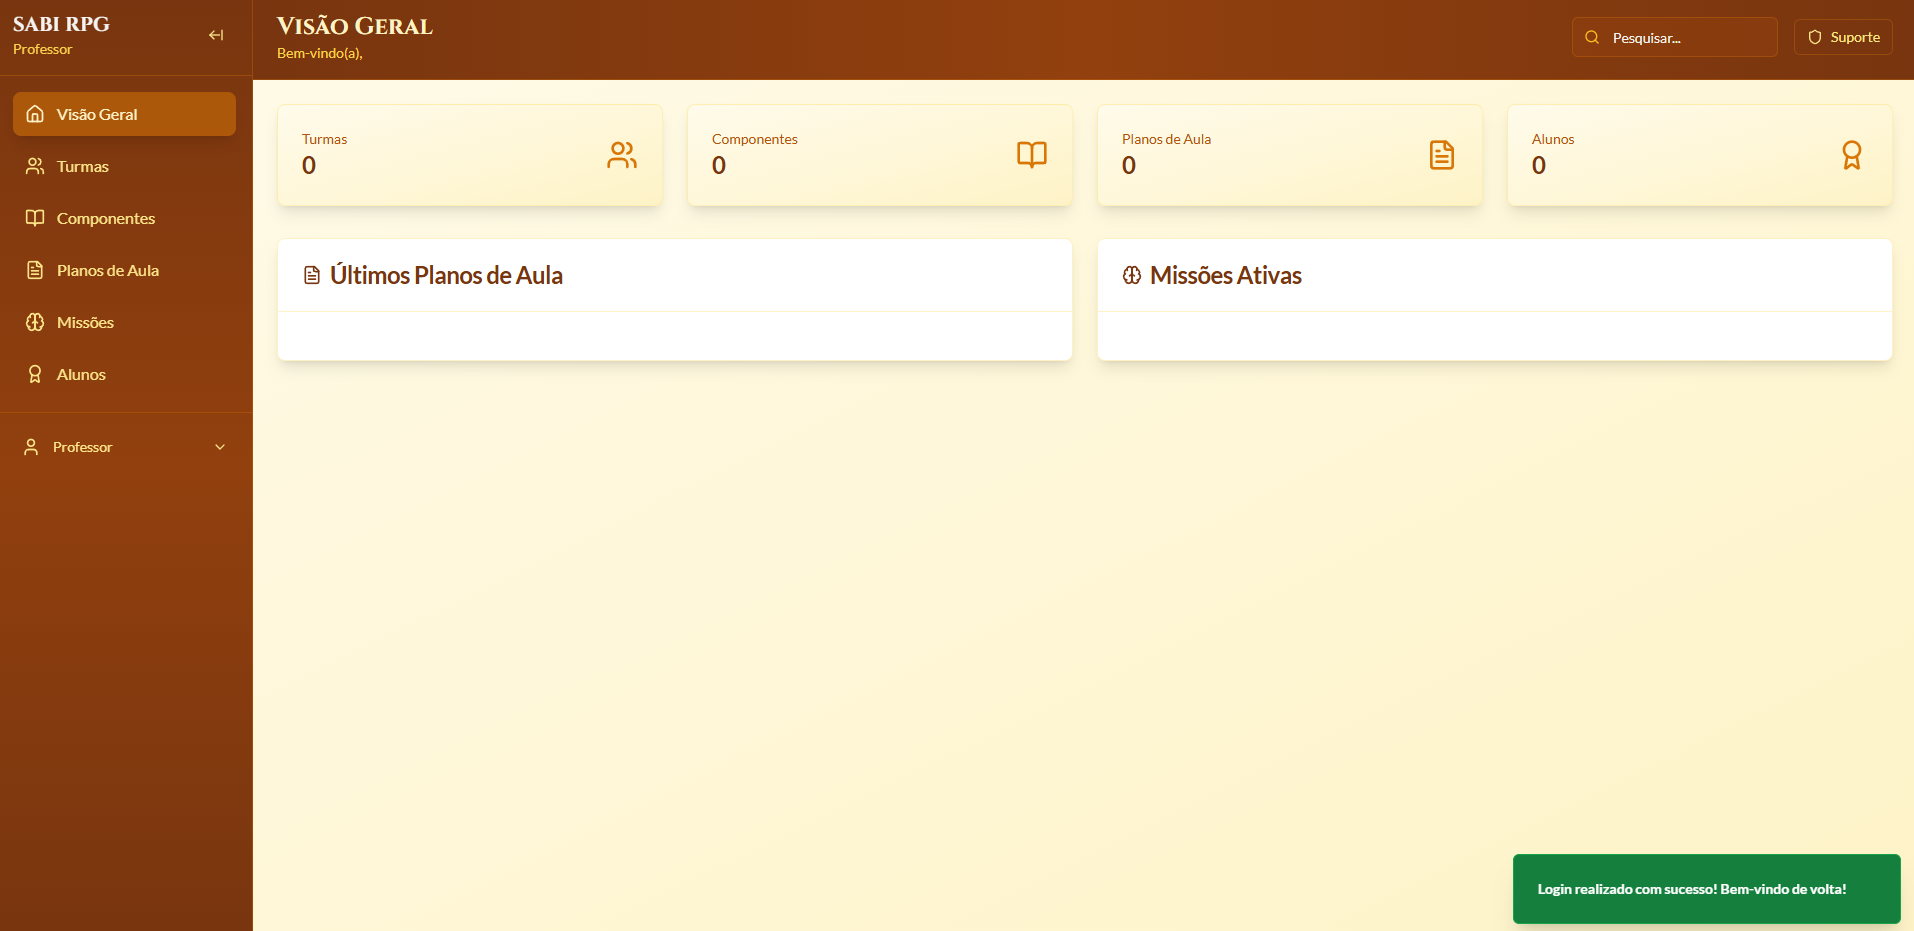 SABI RPG
Professor
Visão Geral
Turmas
Componentes
Planos de Aula
Missões
Alunos
Professor
Visão Geral
Bem-vindo(a),
Pesquisar...
Suporte
Turmas
0
Componentes
0
Planos de Aula
0
Alunos
0
Últimos Planos de Aula
Missões Ativas
Login realizado com sucesso! Bem-vindo de volta!